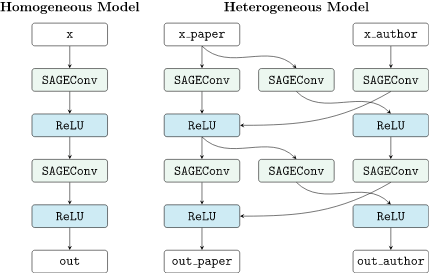 Homogeneous Model Heterogeneous Model
x x_paper x_author
SAGEConv SAGEConv SAGEConv SAGEConv
ReLU ReLU ReLU
SAGEConv SAGEConv SAGEConv SAGEConv
ReLU ReLU ReLU
out out_paper out_author